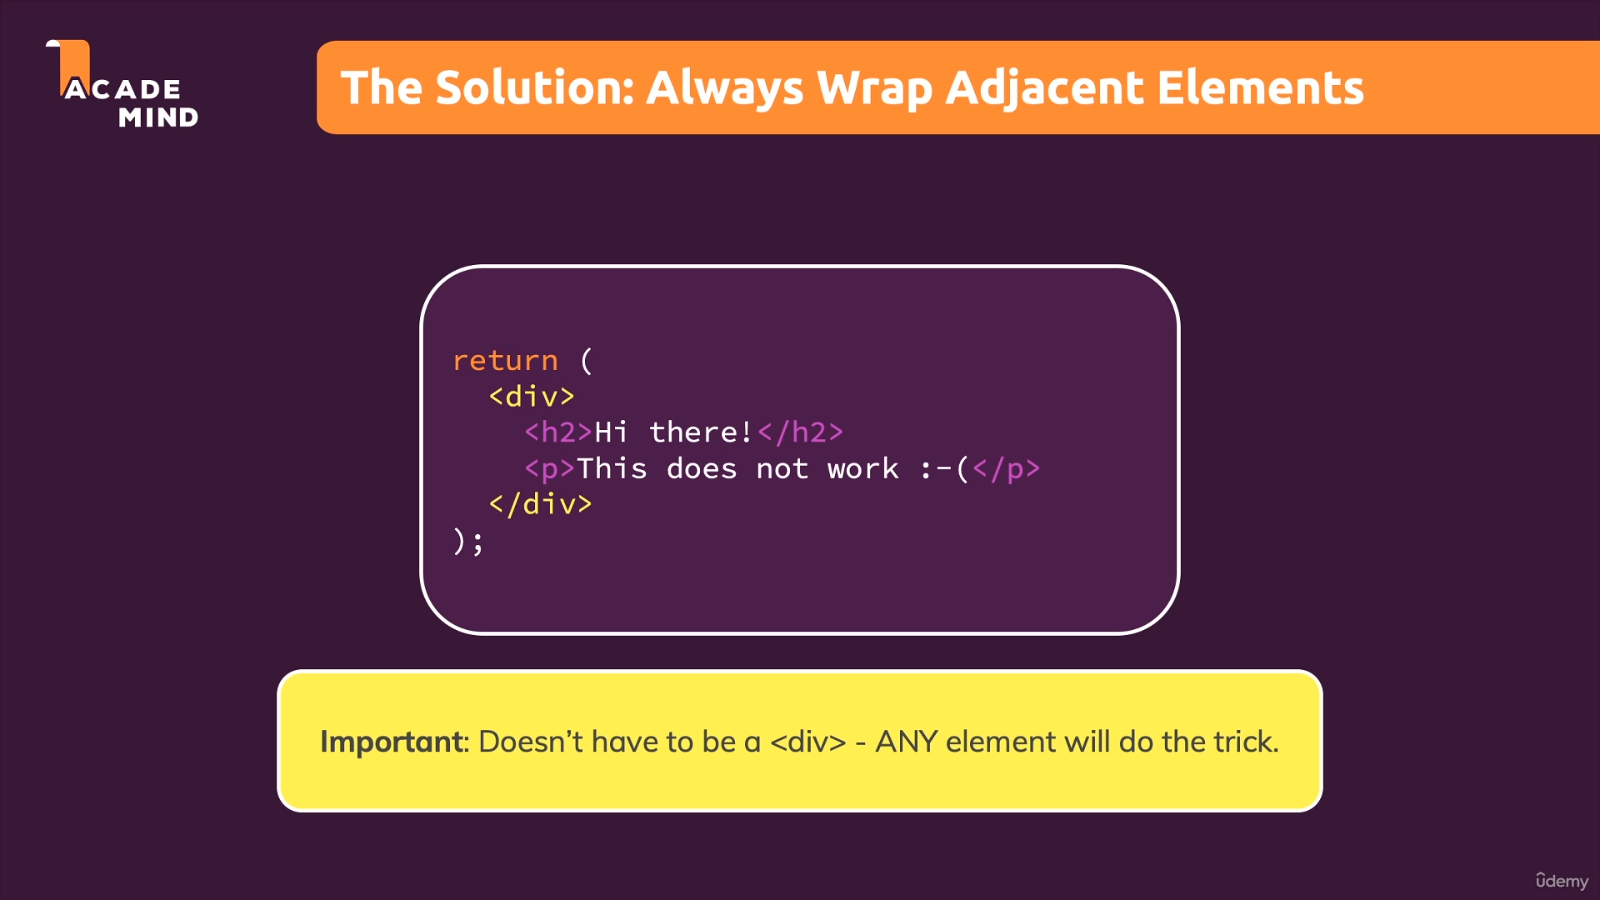 ACADE
MIND
The Solution: Always Wrap Adjacent Elements
return (
<div>
<h2>Hi there!</h2>
<p>This does not work :-(</p>
</div>
);
Important: Doesn’t have to be a <div> - ANY element will do the trick.
ûdemy